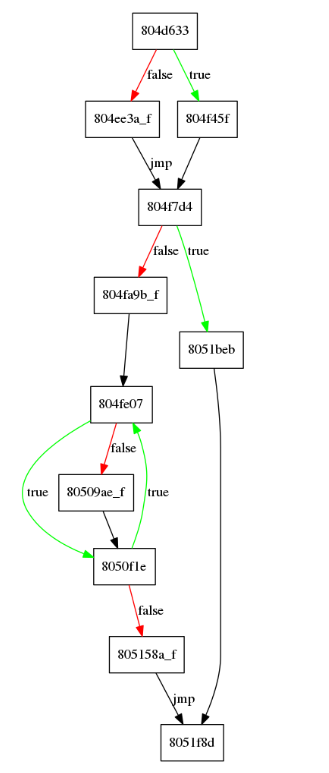 804d633
false
true
804ee3a_f
804f45f
jmp
804f7d4
false
true
804fa9b_f
8051beb
804fe07
false
80509ae_f
true
true
8050f1e
false
805158a_f
jmp
8051f8d